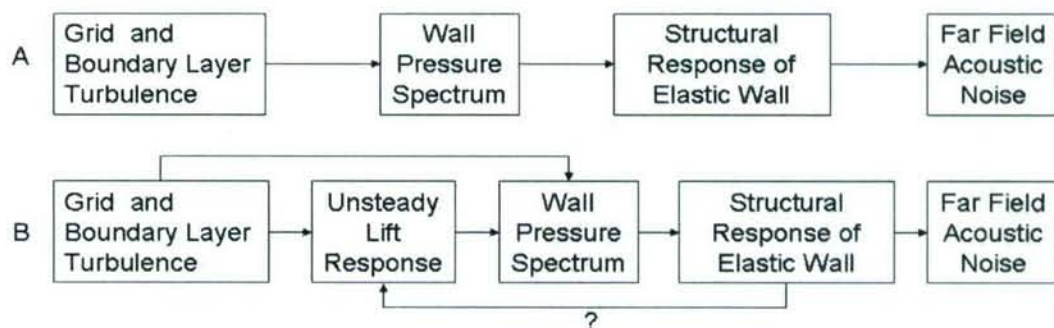 A
Grid and
Boundary Layer
Turbulence
Wall
Pressure
Spectrum
Structural
Response of
Elastic Wall
Far Field
Acoustic
Noise
B
Grid and
Boundary Layer
Turbulence
Unsteady
Lift
Response
Wall
Pressure
Spectrum
Structural
Response of
Elastic Wall
Far Field
Acoustic
Noise
?